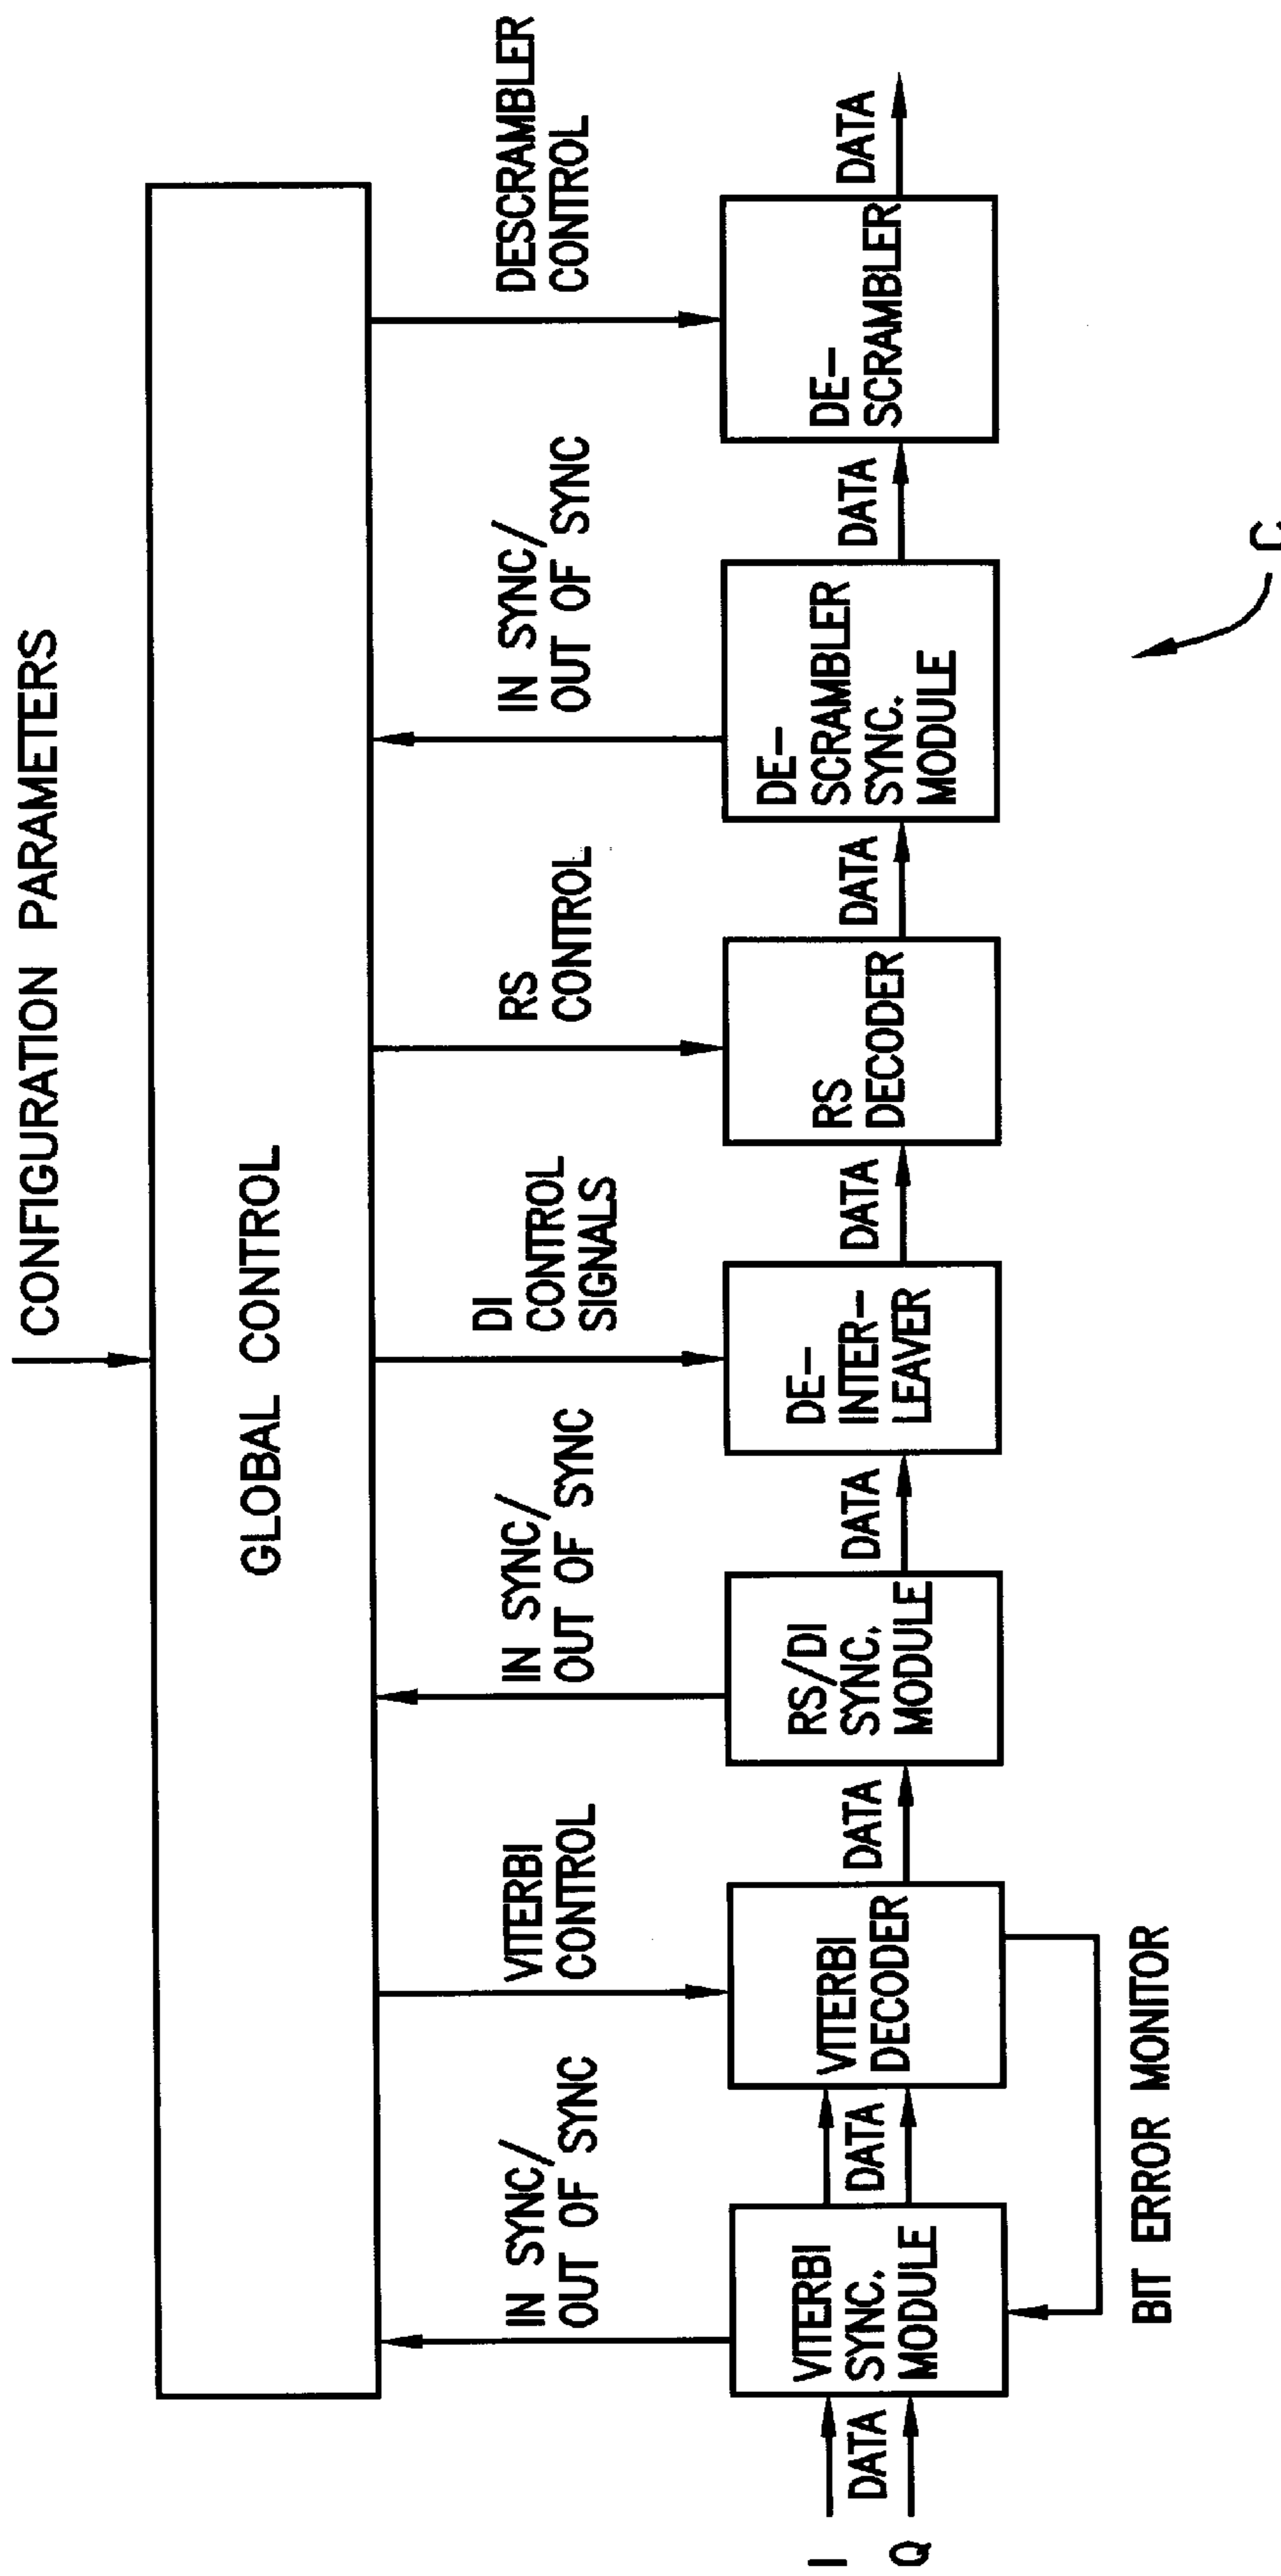 CONFIGURATION PARAMETERS
GLOBAL CONTROL
IN SYNC/
OUT OF SYNC
VITERBI
CONTROL
IN SYNC/
OUT OF SYNC
DI
CONTROL
SIGNALS
RS
CONTROL
IN SYNC/
OUT OF SYNC
DESCRAMBLER
CONTROL
I
DATA
Q
VITERBI
SYNC.
MODULE
DATA
VITERBI
DECODER
DATA
RS/DI
SYNC.
MODULE
DATA
DE-
INTER-
LEAVER
DATA
RS
DECODER
DATA
DE-
SCRAMBLER
SYNC.
MODULE
DATA
DE-
SCRAMBLER
DATA
BIT ERROR MONITOR
C